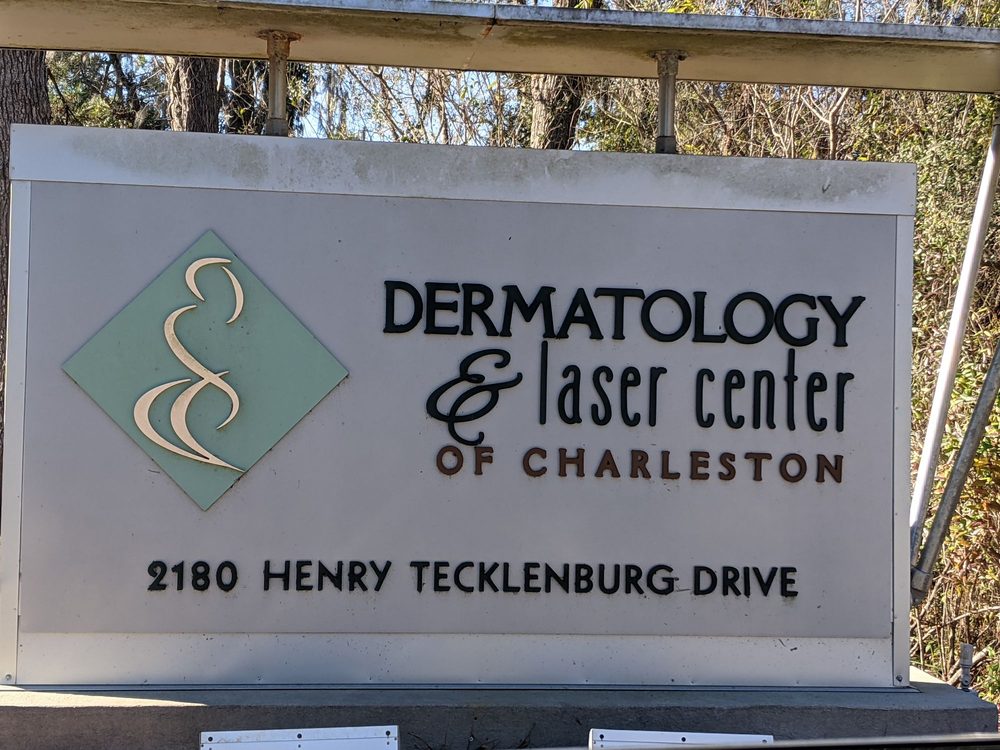 DERMATOLOGY
& laser center
OF CHARLESTON
2180 HENRY TECKLENBURG DRIVE